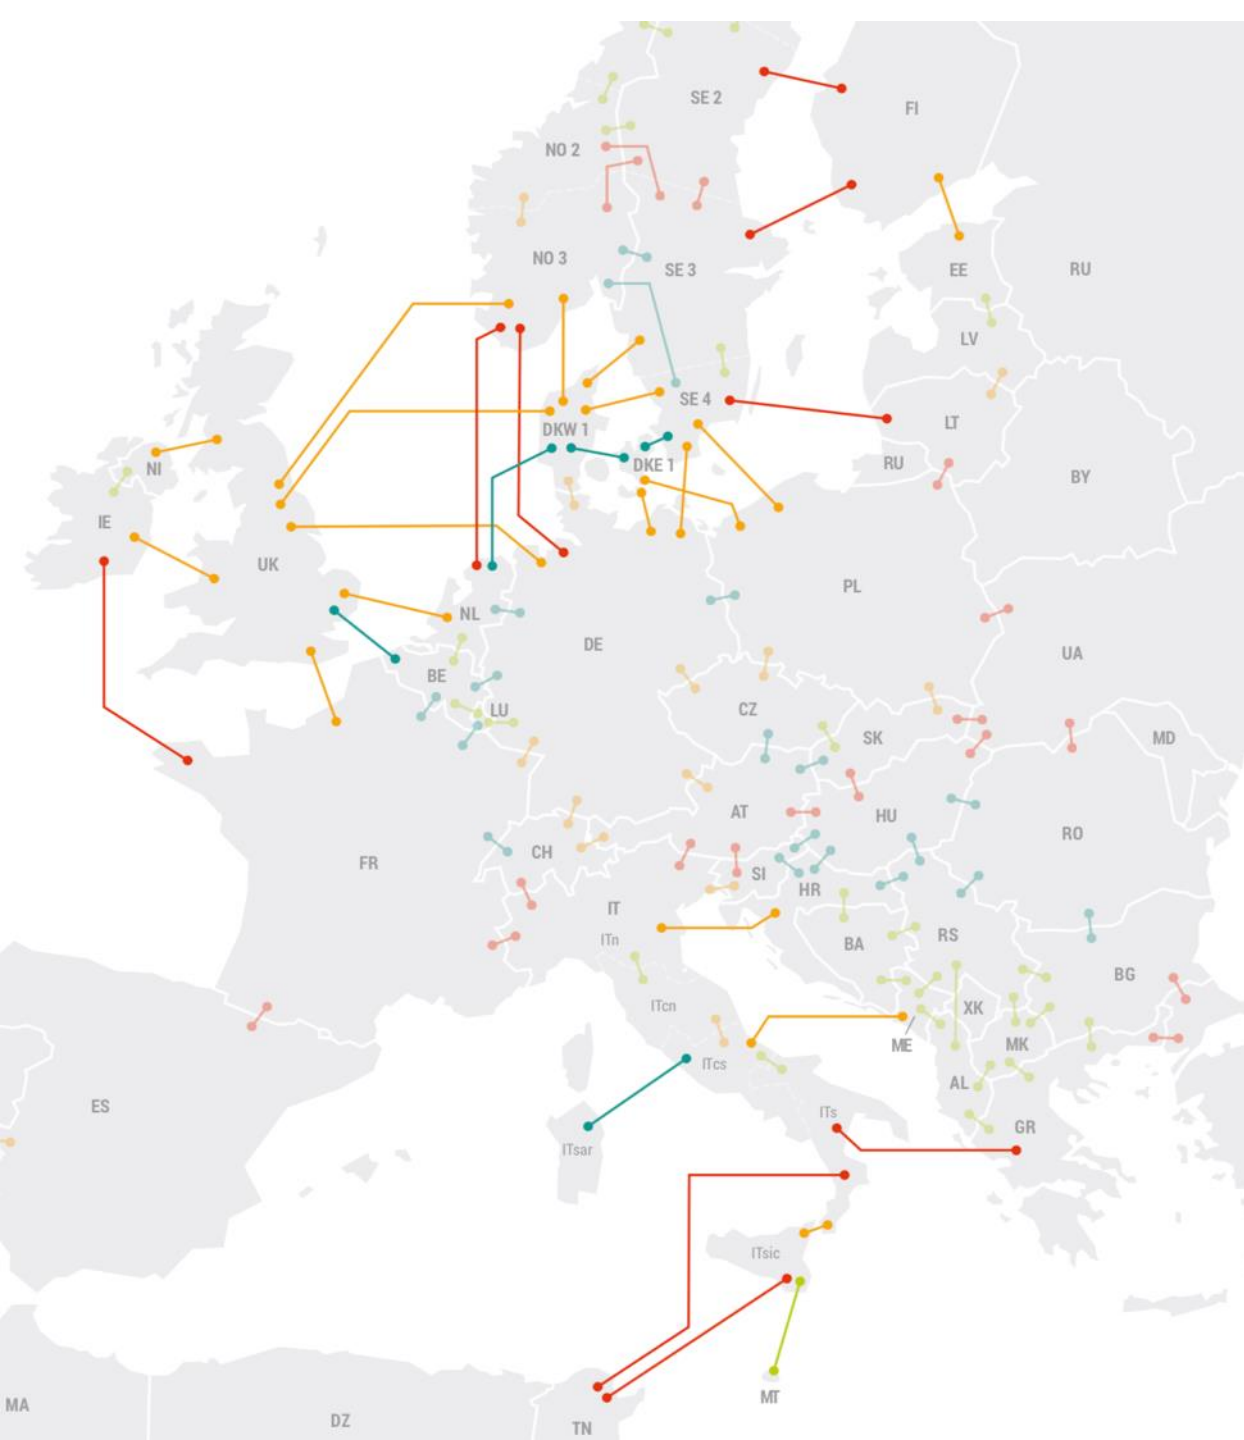 SE 2
FI
NO 2
NO 3
SE 3
EE
RU
LV
SE 4
LT
DKW 1
DKE 1
RU
NI
BY
IE
UK
PL
NL
DE
UA
BE
LU
CZ
SK
MD
AT
HU
RO
FR
CH
SI
HR
IT
ITn
BA
RS
BG
ITcn
XK
ME
MK
ITcs
AL
ES
ITs
GR
ITsar
ITsic
MT
MA
DZ
TN